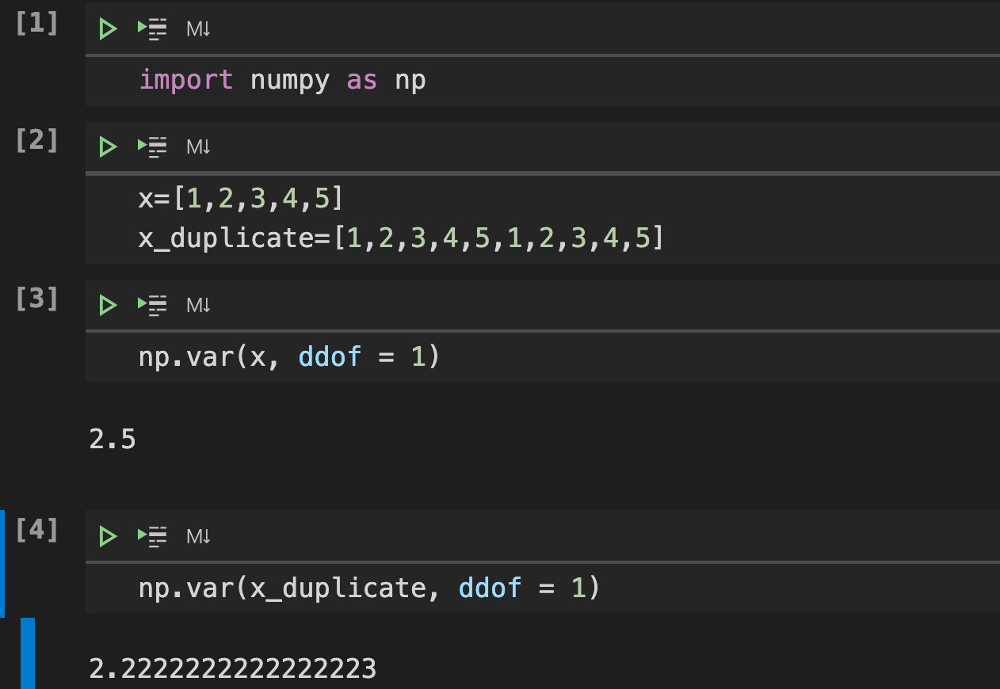 [1]
M↓
import numpy as np
[2]
M↓
x=[1,2,3,4,5]
x_duplicate=[1,2,3,4,5,1,2,3,4,5]
[3]
M↓
np.var(x, ddof = 1)
2.5
[4]
M↓
np.var(x_duplicate, ddof = 1)
2.2222222222222223